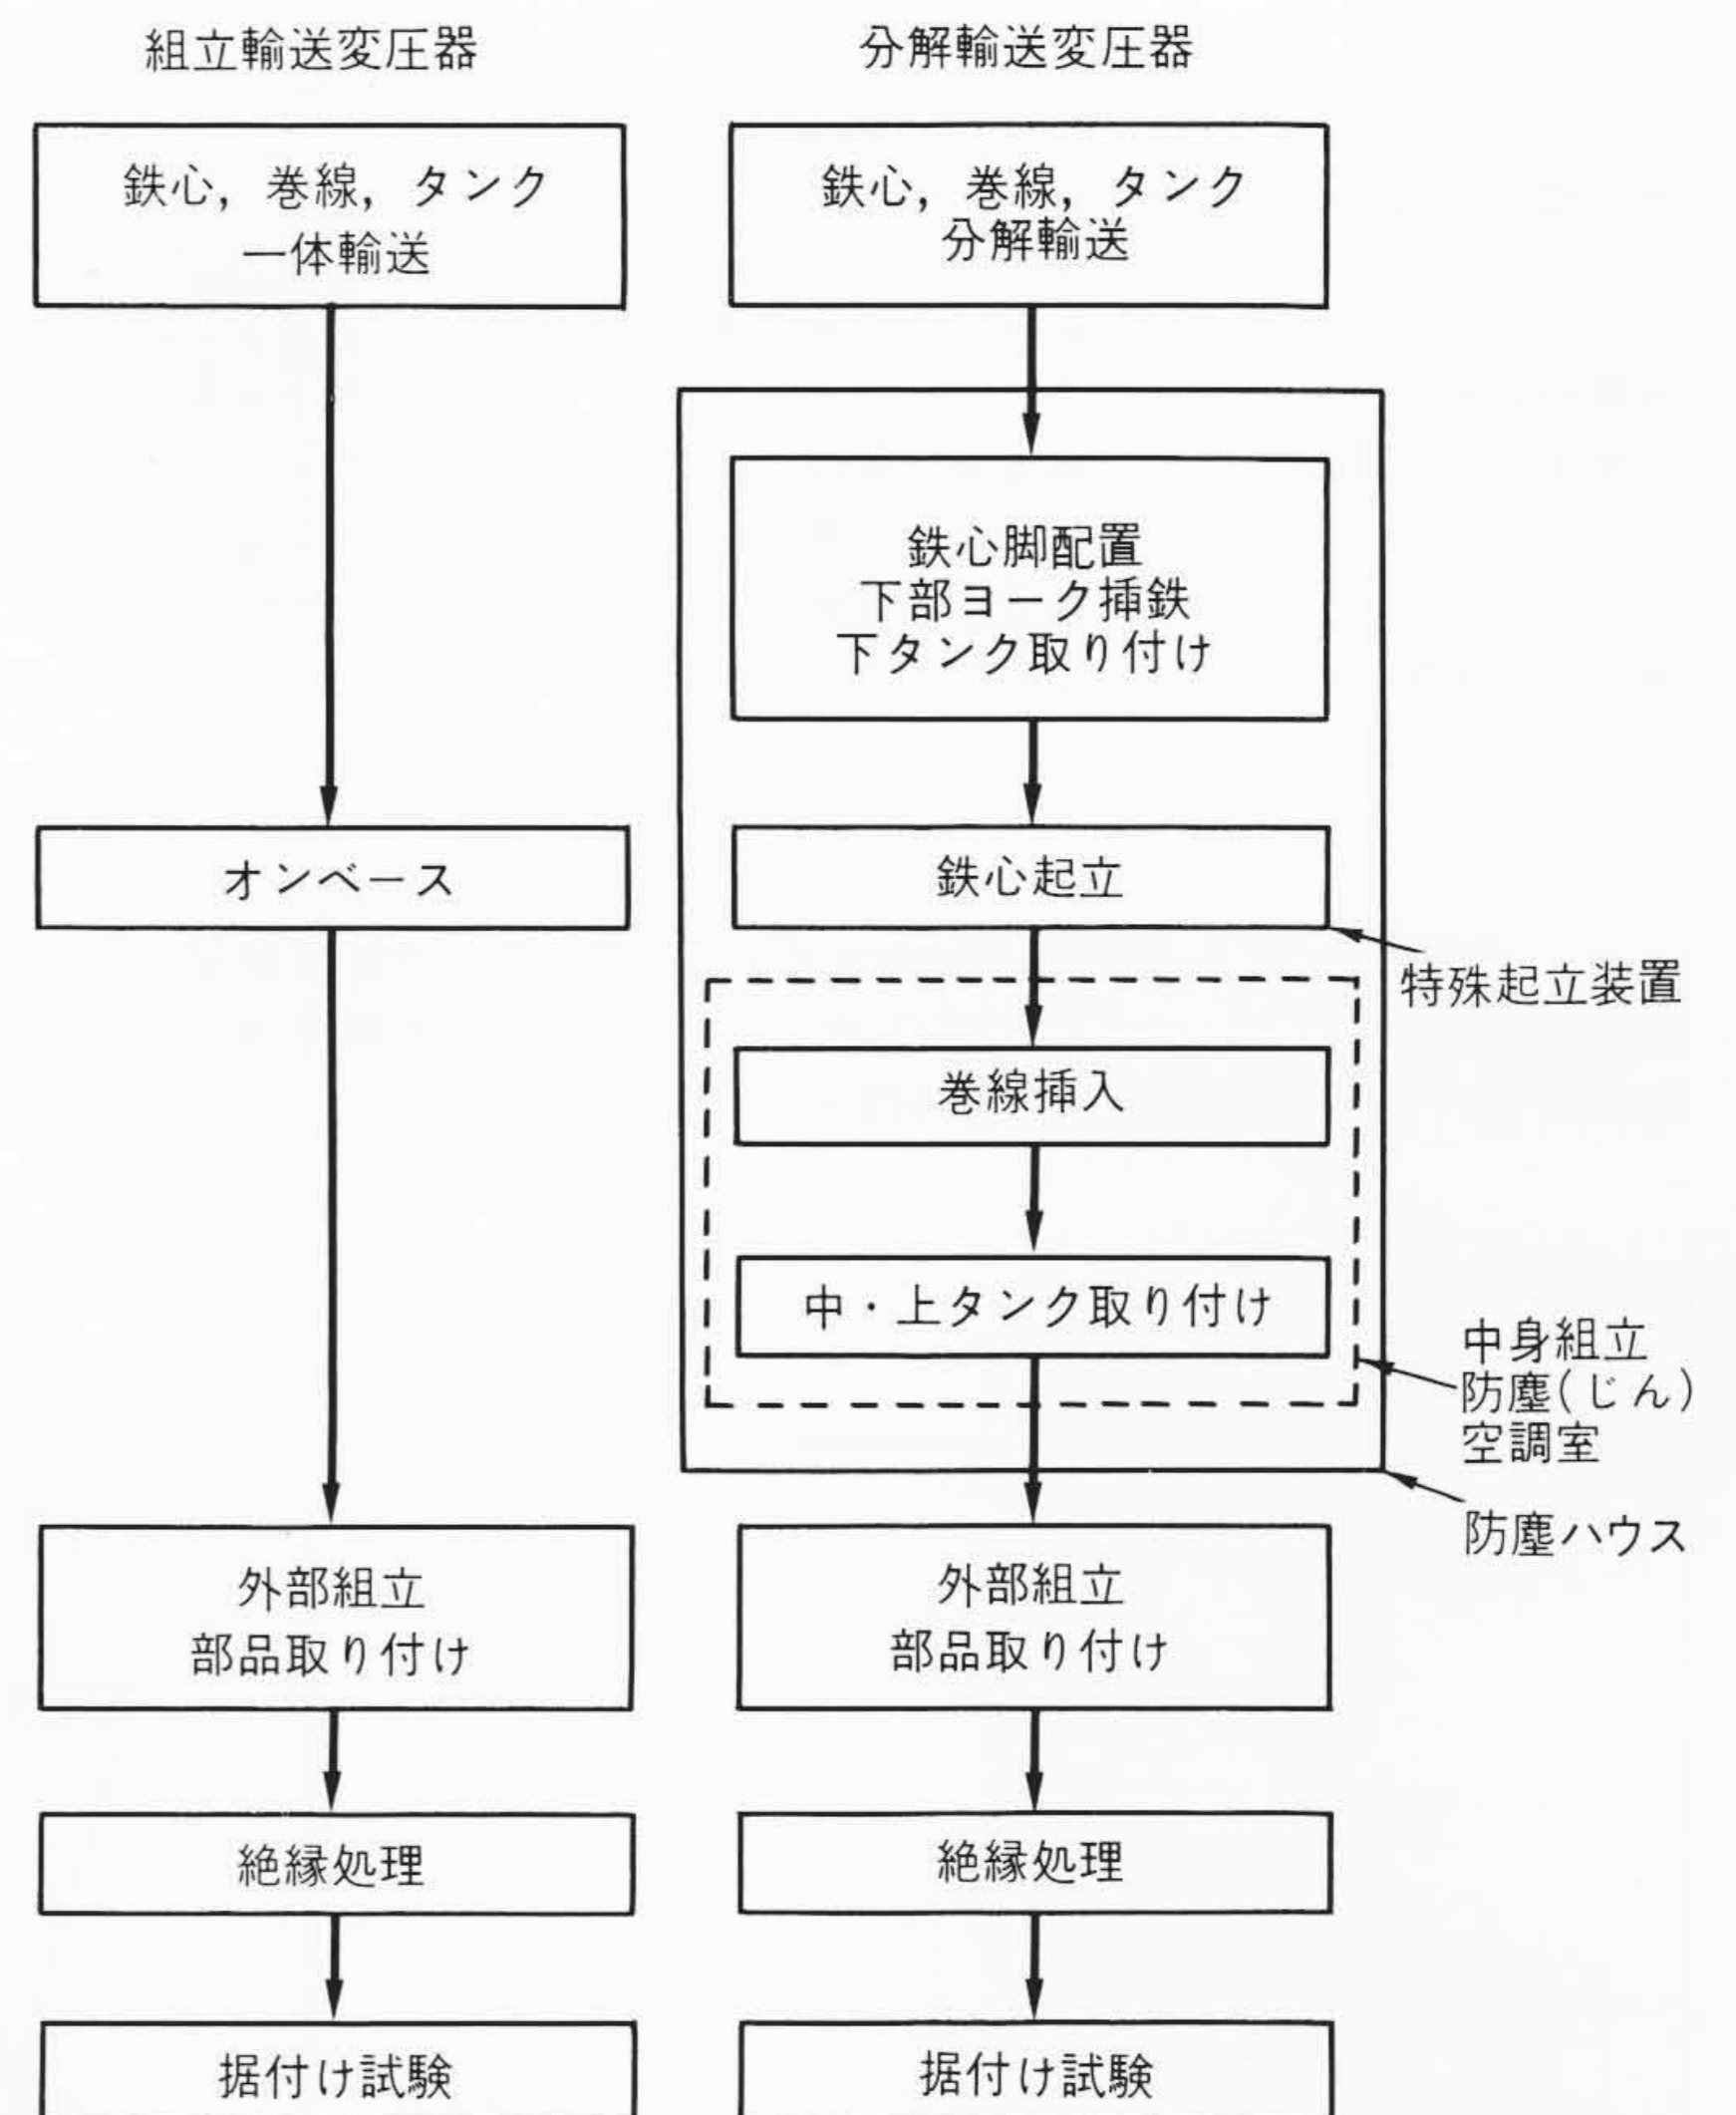 組立輸送変圧器
鉄心，巻線，タンク
一体輸送
オンベース
外部組立
部品取り付け
絶縁処理
据付け試験
分解輸送変圧器
鉄心，巻線，タンク
分解輸送
鉄心脚配置
下部ヨーク挿鉄
下タンク取り付け
鉄心起立
特殊起立装置
巻線挿入
中・上タンク取り付け
中身組立
防塵(じん)
空調室
防塵ハウス
外部組立
部品取り付け
絶縁処理
据付け試験